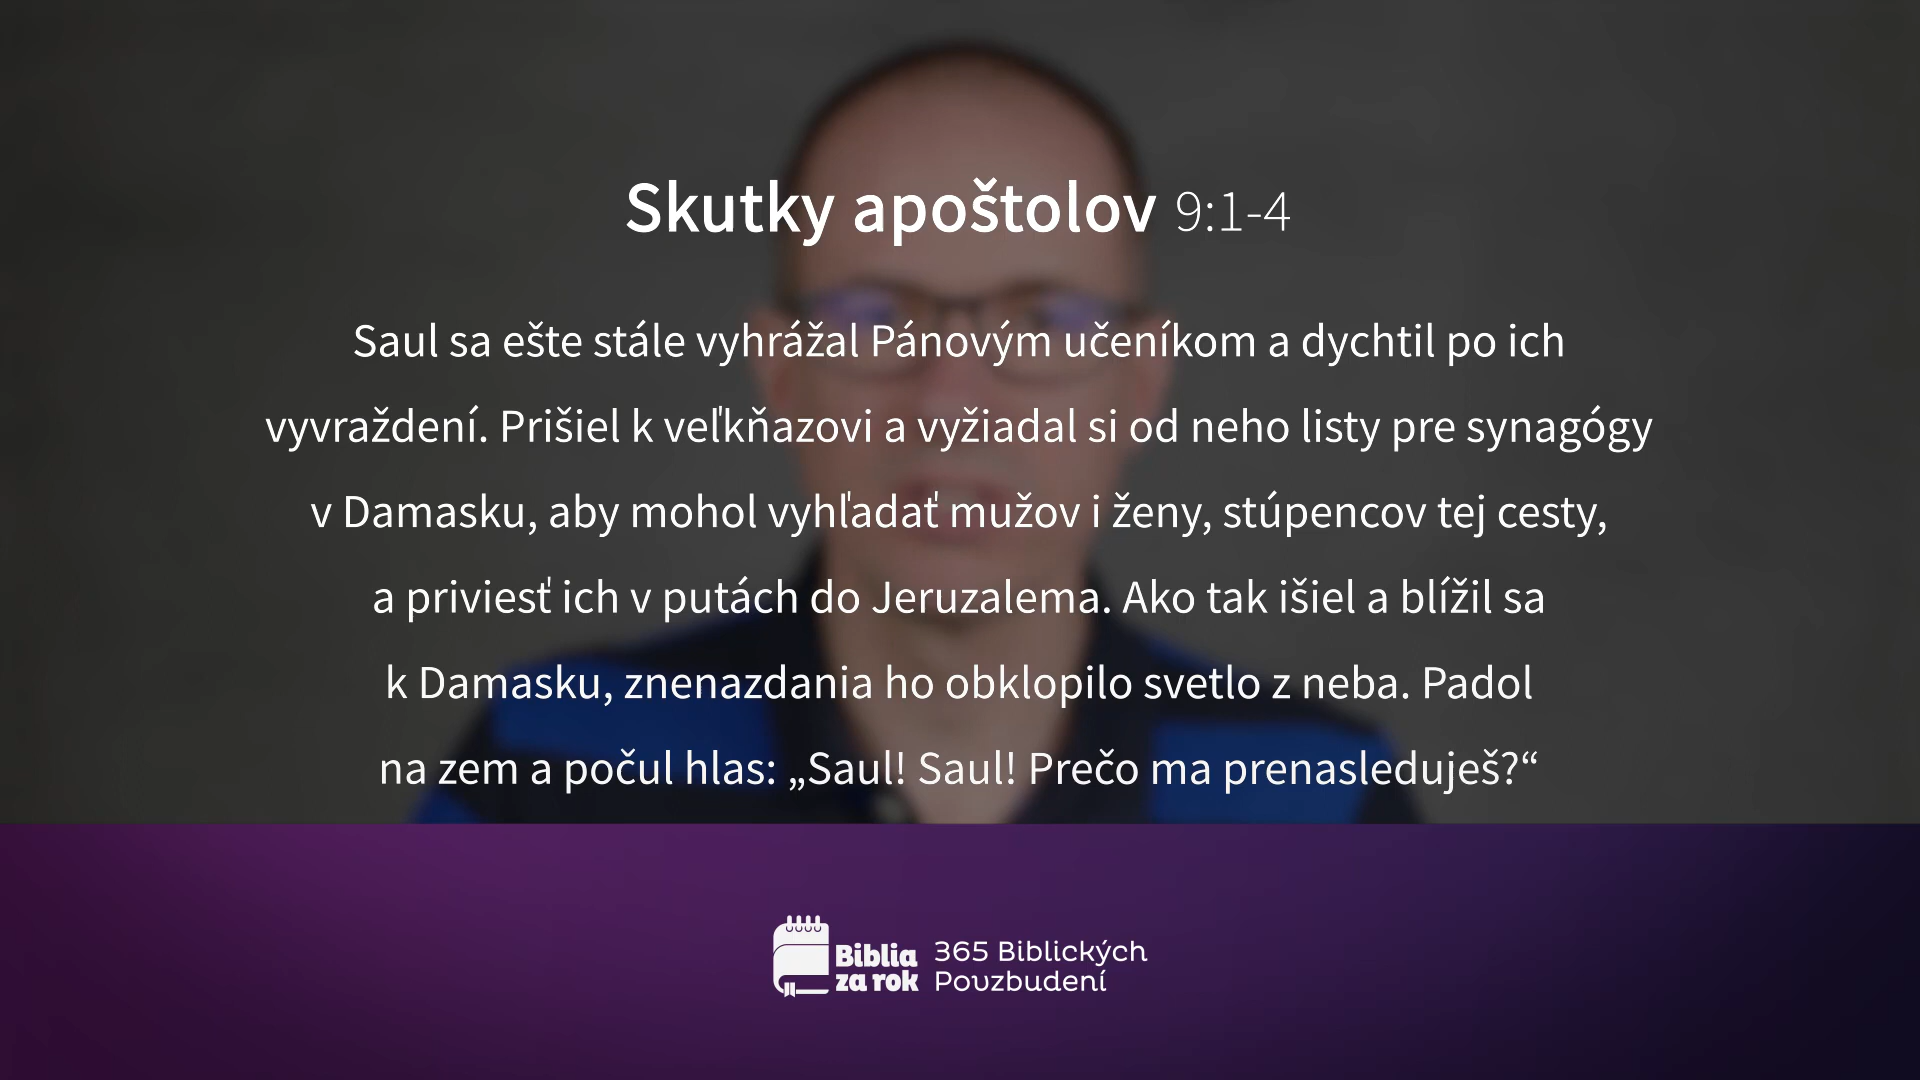 Skutky apoštolov 9:1-4
Saul sa ešte stále vyhrážal Pánovým učeníkom a dychtil po ich
vyvraždení. Prišiel k veľkňazovi a vyžiadal si od neho listy pre synagógy
v Damasku, aby mohol vyhľadať mužov i ženy, stúpencov tej cesty,
a priviesť ich v putách do Jeruzalema. Ako tak išiel a blížil sa
k Damasku, znenazdania ho obklopilo svetlo z neba. Padol
na zem a počul hlas: „Saul! Saul! Prečo ma prenasleduješ?“
Biblia
za rok
365 Biblických
Povzbudení